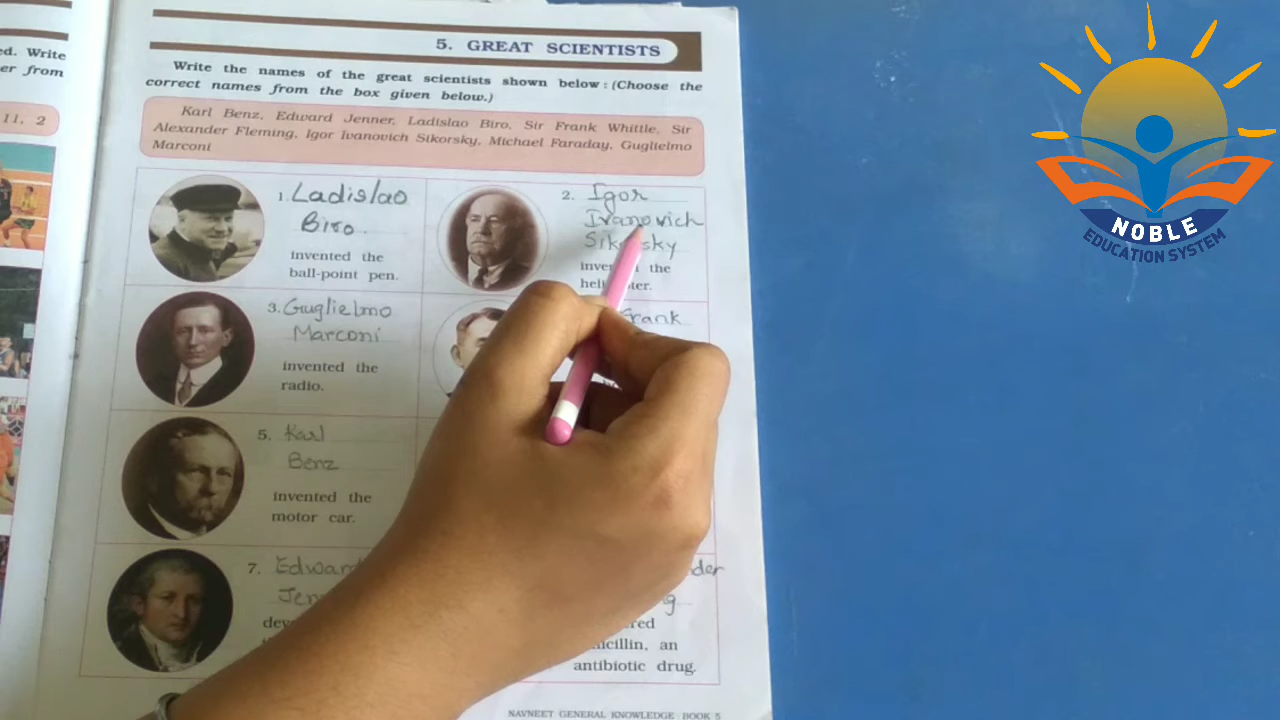 ed. Write
er from
11, 2
5. GREAT SCIENTISTS
Write the names of the great scientists shown below : (Choose the
correct names from the box given below.)
Karl Benz, Edward Jenner, Ladislao Biro, Sir Frank Whittle, Sir
Alexander Fleming, Igor Ivanovich Sikorsky, Michael Faraday, Guglielmo
Marconi
1. Ladislao
Biro
invented the
ball-point pen.
2. Igor
Ivanovich
Sikorsky
the
3. Guglielmo
Marconi
invented the
radio.
Frank
5. Karl
Benz
invented the
motor car.
7. Edward
antibiotic drug.
an
NAVNEET GENERAL KNOWLEDGE BOOK 5
NOBLE
EDUCATION SYSTEM